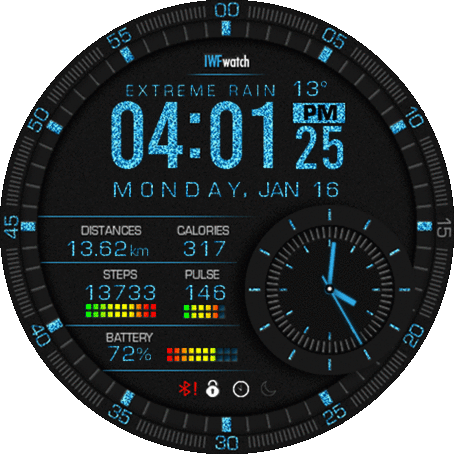 00
55 05
IWFwatch
EXTREME RAIN 13°
04:01 PM 25
50 10
MONDAY, JAN 16
45 15
DISTANCES CALORIES
13.62km 317
STEPS PULSE
13733 146
BATTERY
72%
40 20
35 25
30